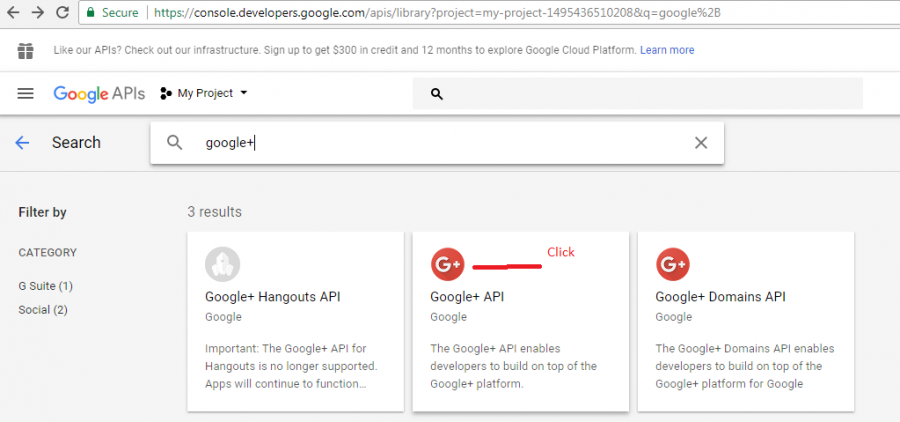 Secure https://console.developers.google.com/apis/library?project=my-project-1495436510208&q=google%2B
Like our APIs? Check out our infrastructure. Sign up to get $300 in credit and 12 months to explore Google Cloud Platform. Learn more
Google APIs My Project
Search google+
Filter by
3 results
CATEGORY
G Suite (1)
Social (2)
Google+ Hangouts API
Google
Important: The Google+ API for
Hangouts is no longer supported.
Apps will continue to function...
G+ Click
Google+ API
Google
The Google+ API enables
developers to build on top of the
Google+ platform.
G+
Google+ Domains API
Google
The Google+ Domains API enables
developers to build on top of the
Google+ platform for Google